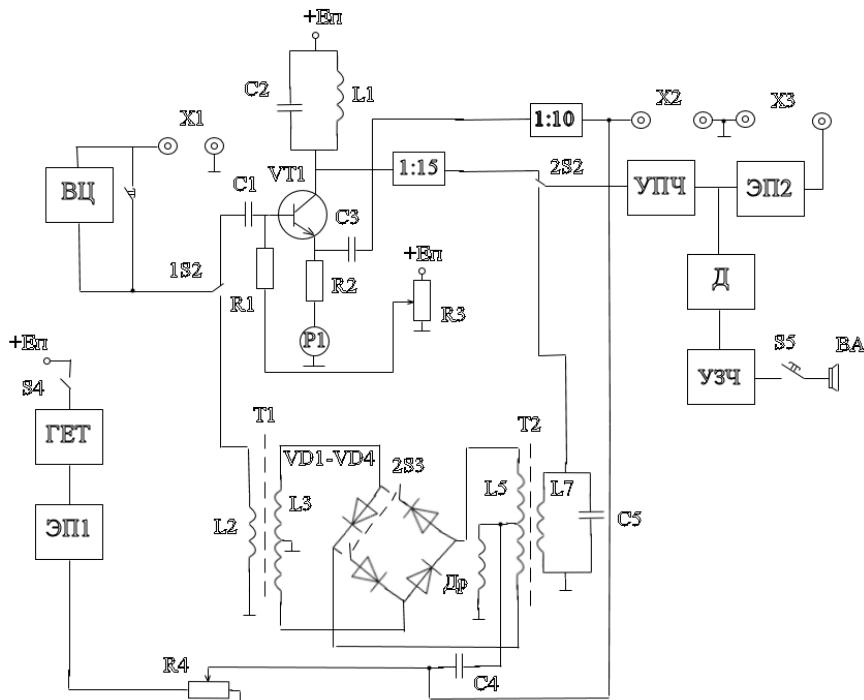 +Eп
X1
C2
L1
X2
X3
1:10
VT1
1:15
2S2
ВЦ
C1
УПЧ
ЭП2
C3
1S2
+Eп
R1
R2
R3
Д
P1
+Eп
S4
S5
BA
УЗЧ
ГЕТ
T1
T2
VD1-VD4
2S3
L3
L5
L7
L2
C5
ЭП1
Др
R4
C4